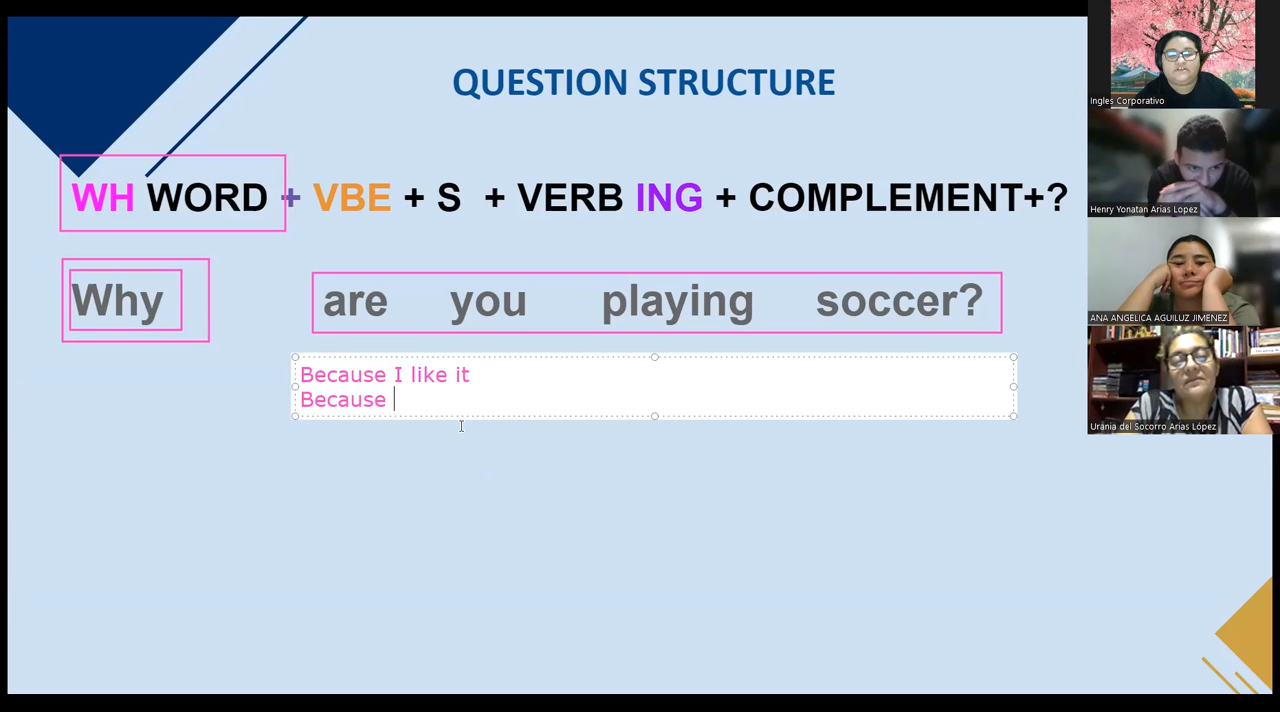 QUESTION STRUCTURE
WH WORD + VBE + S + VERB ING + COMPLEMENT+?
Why are you playing soccer?
Because I like it
Because
Ingles Corporativo
Henry Yonatan Arias Lopez
ANA ANGELICA AGUILUZ JIMENEZ
Urania del Socorro Arias López